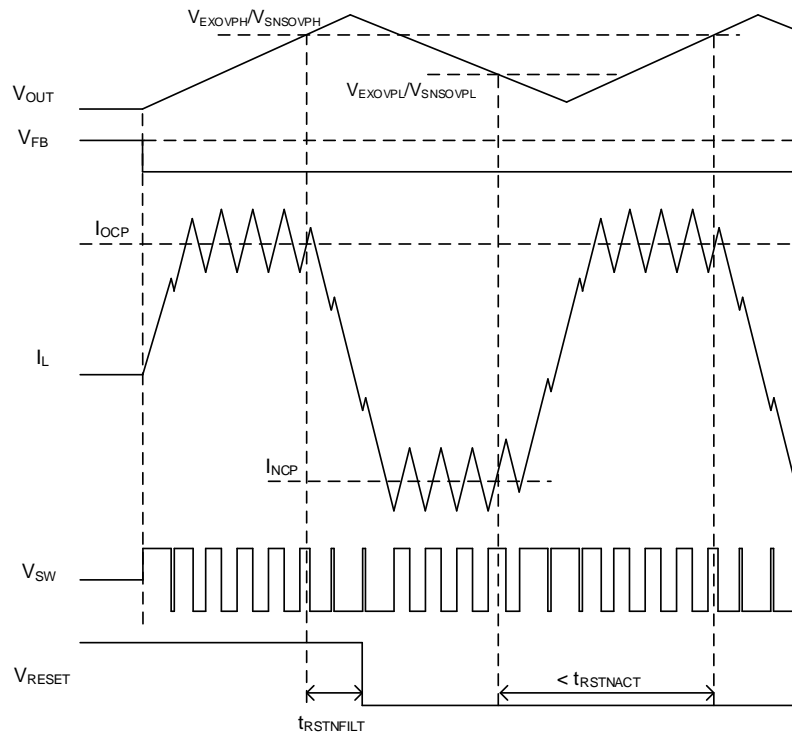 VEXOVPH/VSNSOVPH
VEXOVPL/VSNSOVPL
VOUT
VFB
IOCP
IL
INCP
VSW
VRESET
< tRSTNACT
tRSTNFILT